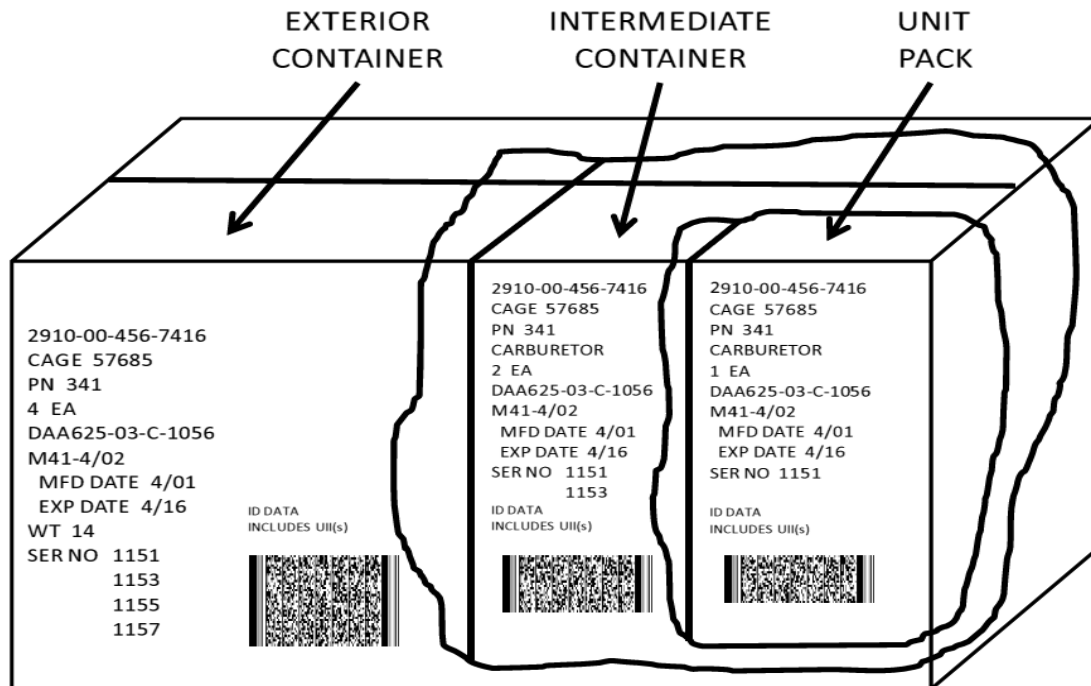 EXTERIOR
CONTAINER
INTERMEDIATE
CONTAINER
UNIT
PACK
2910-00-456-7416
CAGE 57685
PN 341
4 EA
DAA625-03-C-1056
M41-4/02
MFD DATE 4/01
EXP DATE 4/16
WT 14
SER NO 1151
1153
1155
1157
ID DATA
INCLUDES UII(s)
2910-00-456-7416
CAGE 57685
PN 341
CARBURETOR
2 EA
DAA625-03-C-1056
M41-4/02
MFD DATE 4/01
EXP DATE 4/16
SER NO 1151
1153
ID DATA
INCLUDES UII(s)
2910-00-456-7416
CAGE 57685
PN 341
CARBURETOR
1 EA
DAA625-03-C-1056
M41-4/02
MFD DATE 4/01
EXP DATE 4/16
SER NO 1151
ID DATA
INCLUDES UII(s)